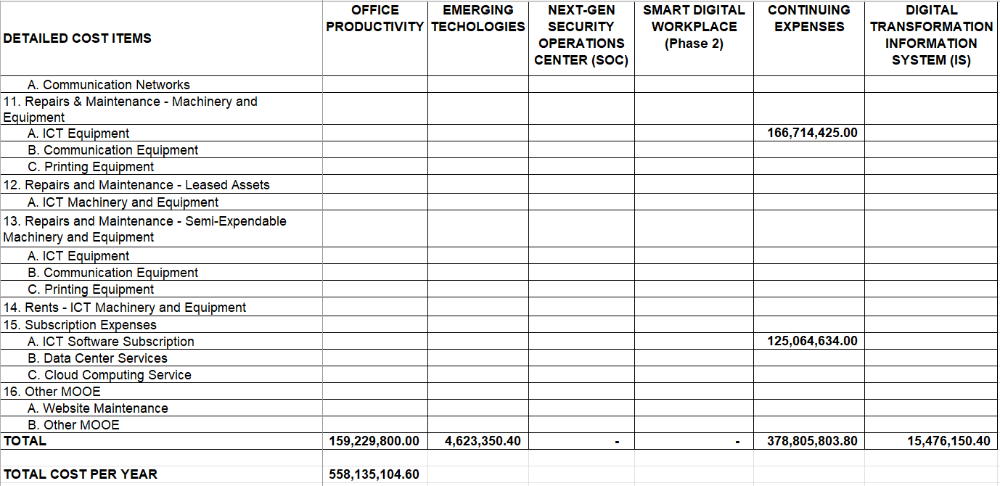 DETAILED COST ITEMS
OFFICE PRODUCTIVITY
EMERGING TECHOLOGIES
NEXT-GEN SECURITY OPERATIONS CENTER (SOC)
SMART DIGITAL WORKPLACE (Phase 2)
CONTINUING EXPENSES
DIGITAL TRANSFORMATION INFORMATION SYSTEM (IS)
A. Communication Networks
11. Repairs & Maintenance - Machinery and
Equipment
A. ICT Equipment 166,714,425.00
B. Communication Equipment
C. Printing Equipment
12. Repairs and Maintenance - Leased Assets
A. ICT Machinery and Equipment
13. Repairs and Maintenance - Semi-Expendable
Machinery and Equipment
A. ICT Equipment
B. Communication Equipment
C. Printing Equipment
14. Rents - ICT Machinery and Equipment
15. Subscription Expenses
A. ICT Software Subscription 125,064,634.00
B. Data Center Services
C. Cloud Computing Service
16. Other MOOE
A. Website Maintenance
B. Other MOOE
TOTAL 159,229,800.00 4,623,350.40 - - 378,805,803.80 15,476,150.40
TOTAL COST PER YEAR 558,135,104.60